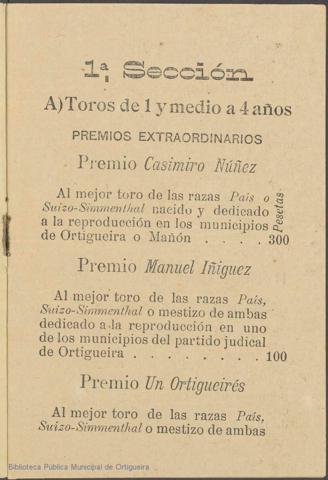 1ª, Sección
A) Toros de 1 y medio a 4 años
PREMIOS EXTRAORDINARIOS
Premio Casimiro Núñez
Al mejor toro de las razas País o
Suizo-Simmenthal nacido y dedicado
a la reproducción en los municipios
de Ortigueira o Mañón . . . . 300
Pesetas
Premio Manuel Iñiguez
Al mejor toro de las razas País,
Suizo-Simmenthal o mestizo de ambas
dedicado a la reproducción en uno
de los municipios del partido judical
de Ortigueira . . . . . . . . 100
Premio Un Ortigueirés
Al mejor toro de las razas País,
Suizo-Simmenthal o mestizo de ambas
Biblioteca Pública Municipal de Ortigueira